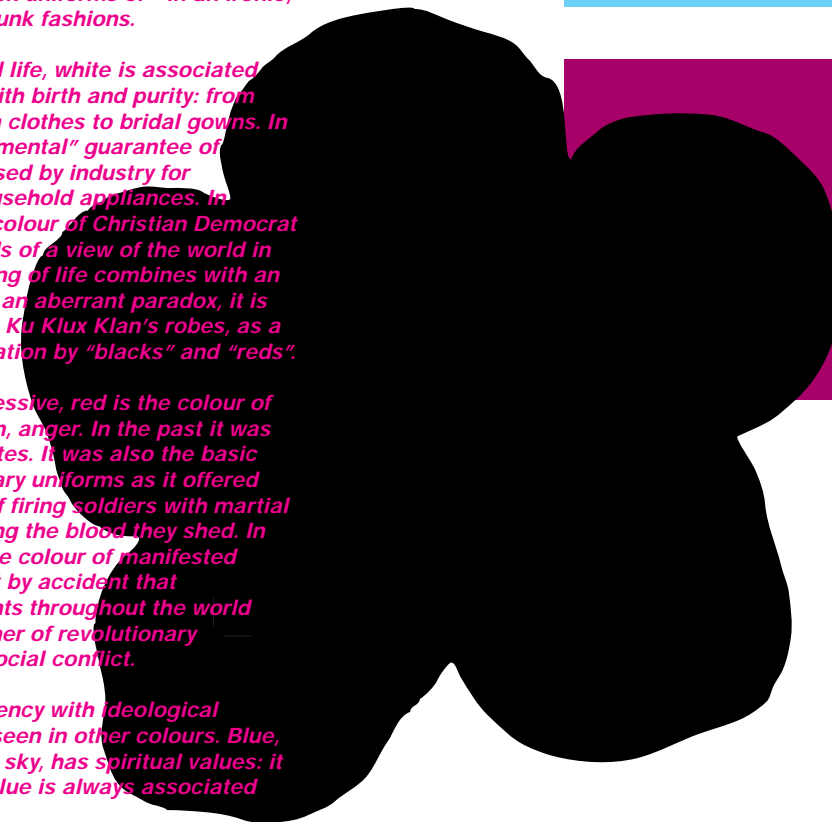 unk fashions.
life, white is associated
ith birth and purity: from
clothes to bridal gowns. In
mental” guarantee of
sed by industry for
usehold appliances. In
colour of Christian Democrat
ls of a view of the world in
ng of life combines with an
an aberrant paradox, it is
Ku Klux Klan’s robes, as a
ation by “blacks” and “reds”.
essive, red is the colour of
n, anger. In the past it was
tes. It was also the basic
ary uniforms as it offered
f firing soldiers with martial
ng the blood they shed. In
e colour of manifested
by accident that
nts throughout the world
ner of revolutionary
ocial conflict.
ency with ideological
seen in other colours. Blue,
sky, has spiritual values: it
lue is always associated